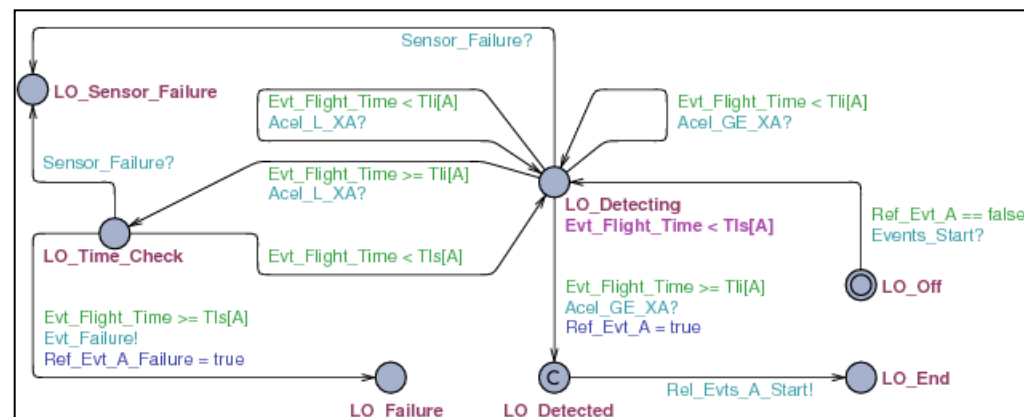 Sensor_Failure?
LO_Sensor_Failure
Evt_Flight_Time < Tli[A]
Acel_L_XA?
Evt_Flight_Time < Tli[A]
Acel_GE_XA?
Sensor_Failure?
Evt_Flight_Time >= Tli[A]
Acel_L_XA?
LO_Detecting
Evt_Flight_Time < Tls[A]
Ref_Evt_A == false
Events_Start?
LO_Time_Check
Evt_Flight_Time < Tls[A]
LO_Off
Evt_Flight_Time >= Tli[A]
Acel_GE_XA?
Ref_Evt_A = true
Evt_Flight_Time >= Tls[A]
Evt_Failure!
Ref_Evt_A_Failure = true
C
Rel_Evts_A_Start!
LO_End
LO_Failure
LO_Detected